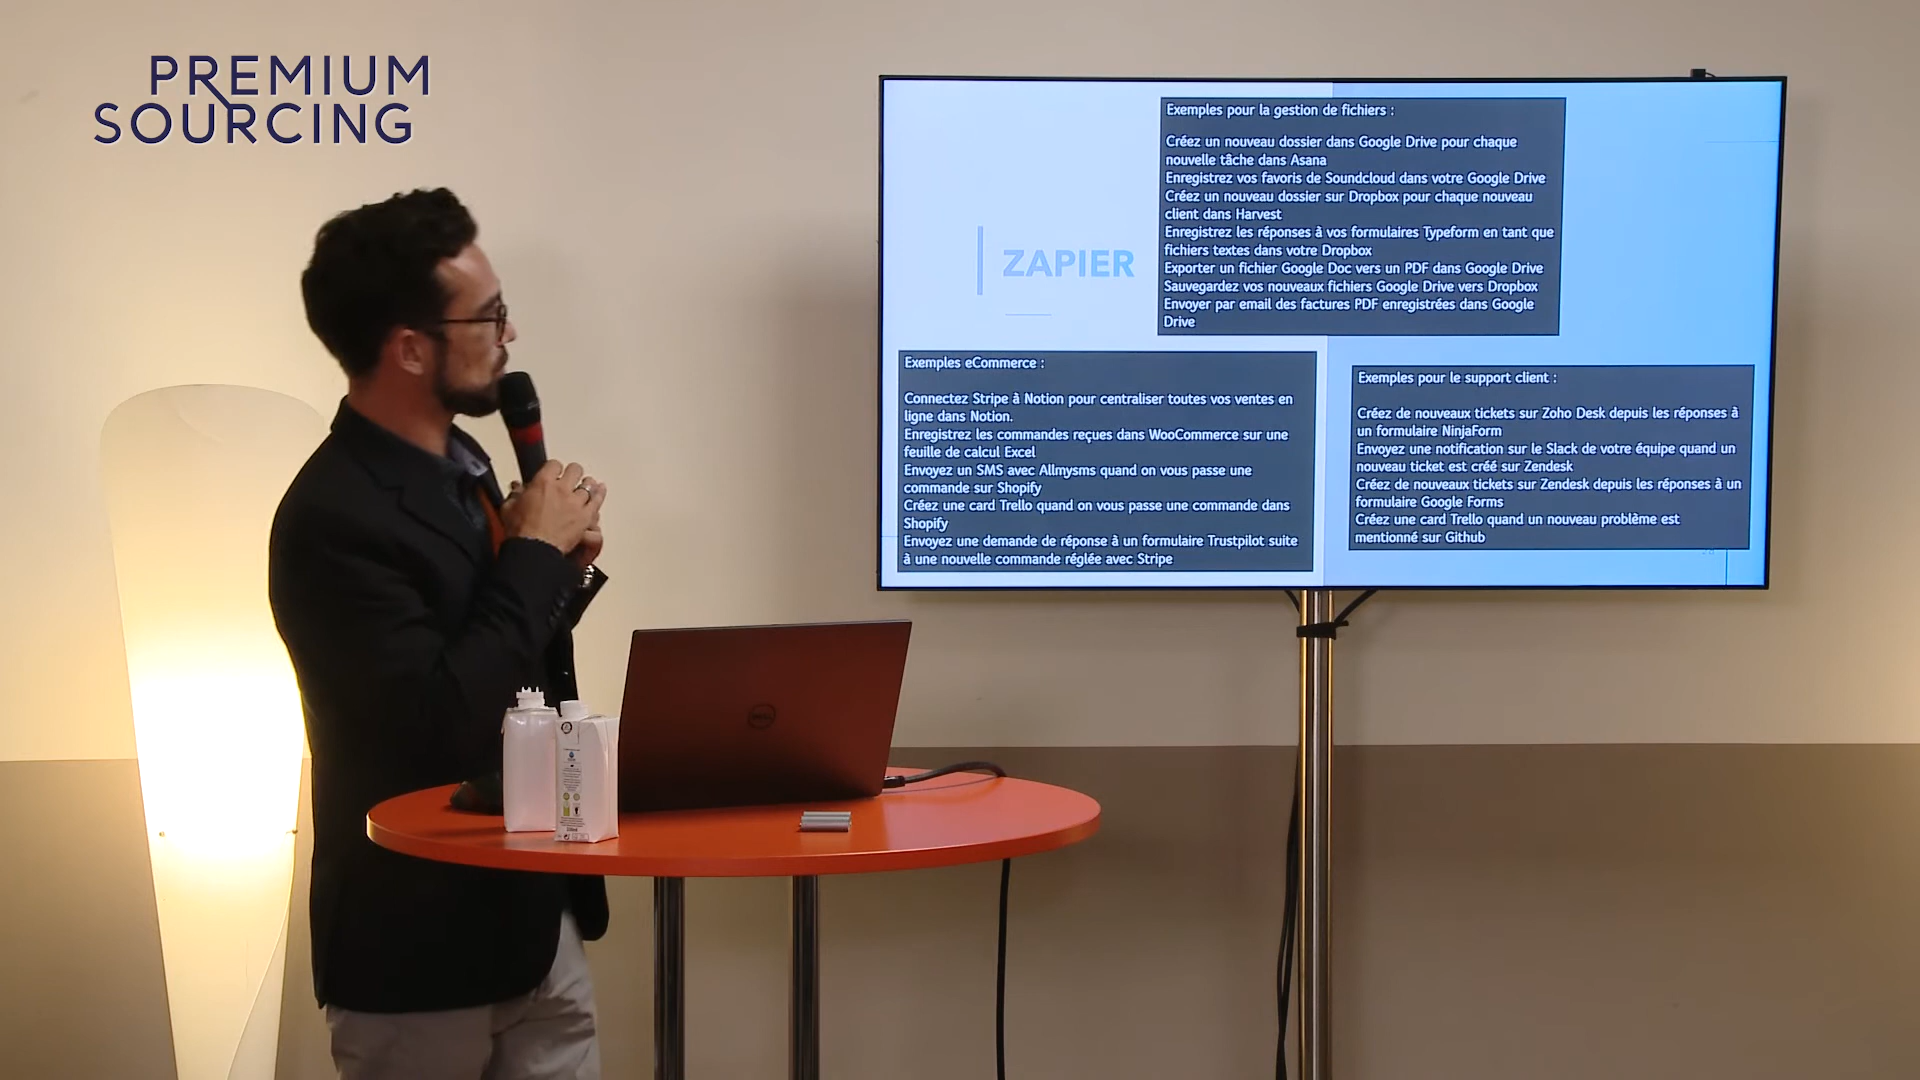 PREMIUM
SOURCING
ZAPIER
Exemples pour la gestion de fichiers :
Créez un nouveau dossier dans Google Drive pour chaque
nouvelle tâche dans Asana
Enregistrez vos favoris de Soundcloud dans votre Google Drive
Créez un nouveau dossier sur Dropbox pour chaque nouveau
client dans Harvest
Enregistrez les réponses à vos formulaires Typeform en tant que
fichiers textes dans votre Dropbox
Exporter un fichier Google Doc vers un PDF dans Google Drive
Sauvegardez vos nouveaux fichiers Google Drive vers Dropbox
Envoyer par email des factures PDF enregistrées dans Google
Drive
Exemples eCommerce :
Connectez Stripe à Notion pour centraliser toutes vos ventes en
ligne dans Notion.
Enregistrez les commandes reçues dans WooCommerce sur une
feuille de calcul Excel
Envoyez un SMS avec Allmysms quand on vous passe une
commande sur Shopify
Créez une card Trello quand on vous passe une commande dans
Shopify
Envoyez une demande de réponse à un formulaire Trustpilot suite
à une nouvelle commande réglée avec Stripe
Exemples pour le support client :
Créez de nouveaux tickets sur Zoho Desk depuis les réponses à
un formulaire NinjaForm
Envoyez une notification sur le Slack de votre équipe quand un
nouveau ticket est créé sur Zendesk
Créez de nouveaux tickets sur Zendesk depuis les réponses à un
formulaire Google Forms
Créez une card Trello quand un nouveau problème est
mentionné sur Github
DELL